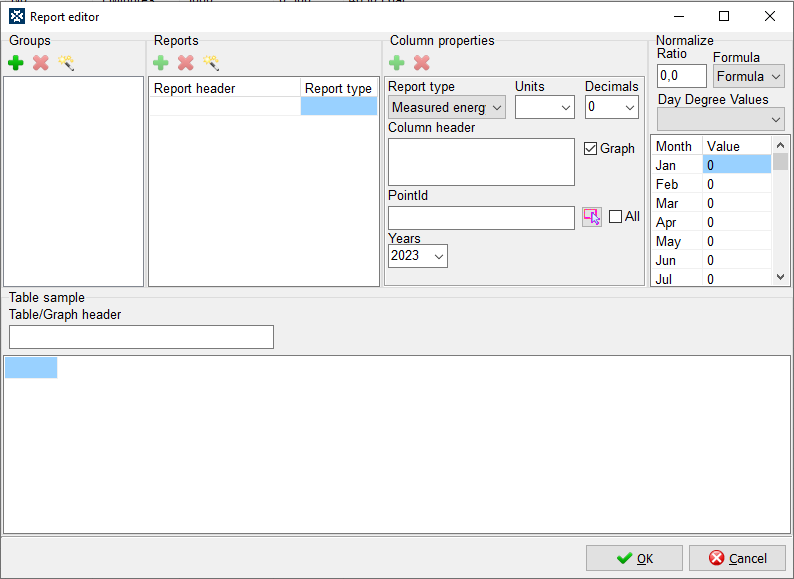 Report editor
Groups
Reports
Report header
Report type
Column properties
Report type
Units
Decimals
Measured energ
0
Column header
Graph
PointId
All
Years
2023
Normalize
Ratio
Formula
0,0
Formula
Day Degree Values
Month
Value
Jan
0
Feb
0
Mar
0
Apr
0
May
0
Jun
0
Jul
0
Table sample
Table/Graph header
OK
Cancel